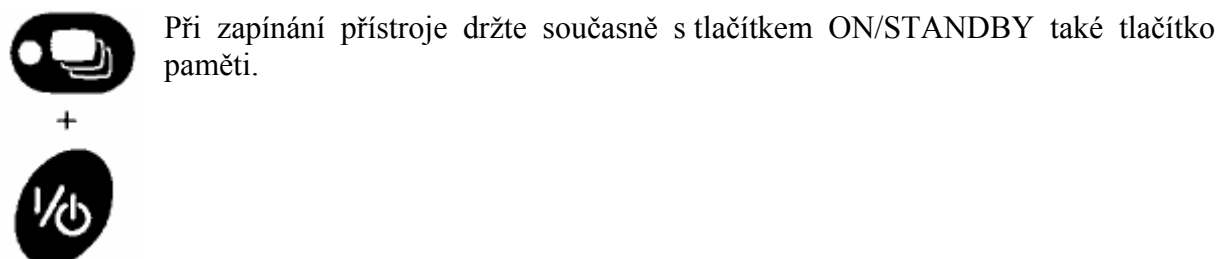 Při zapínání přístroje držte současně s tlačítkem ON/STANDBY také tlačítko
paměti.
+